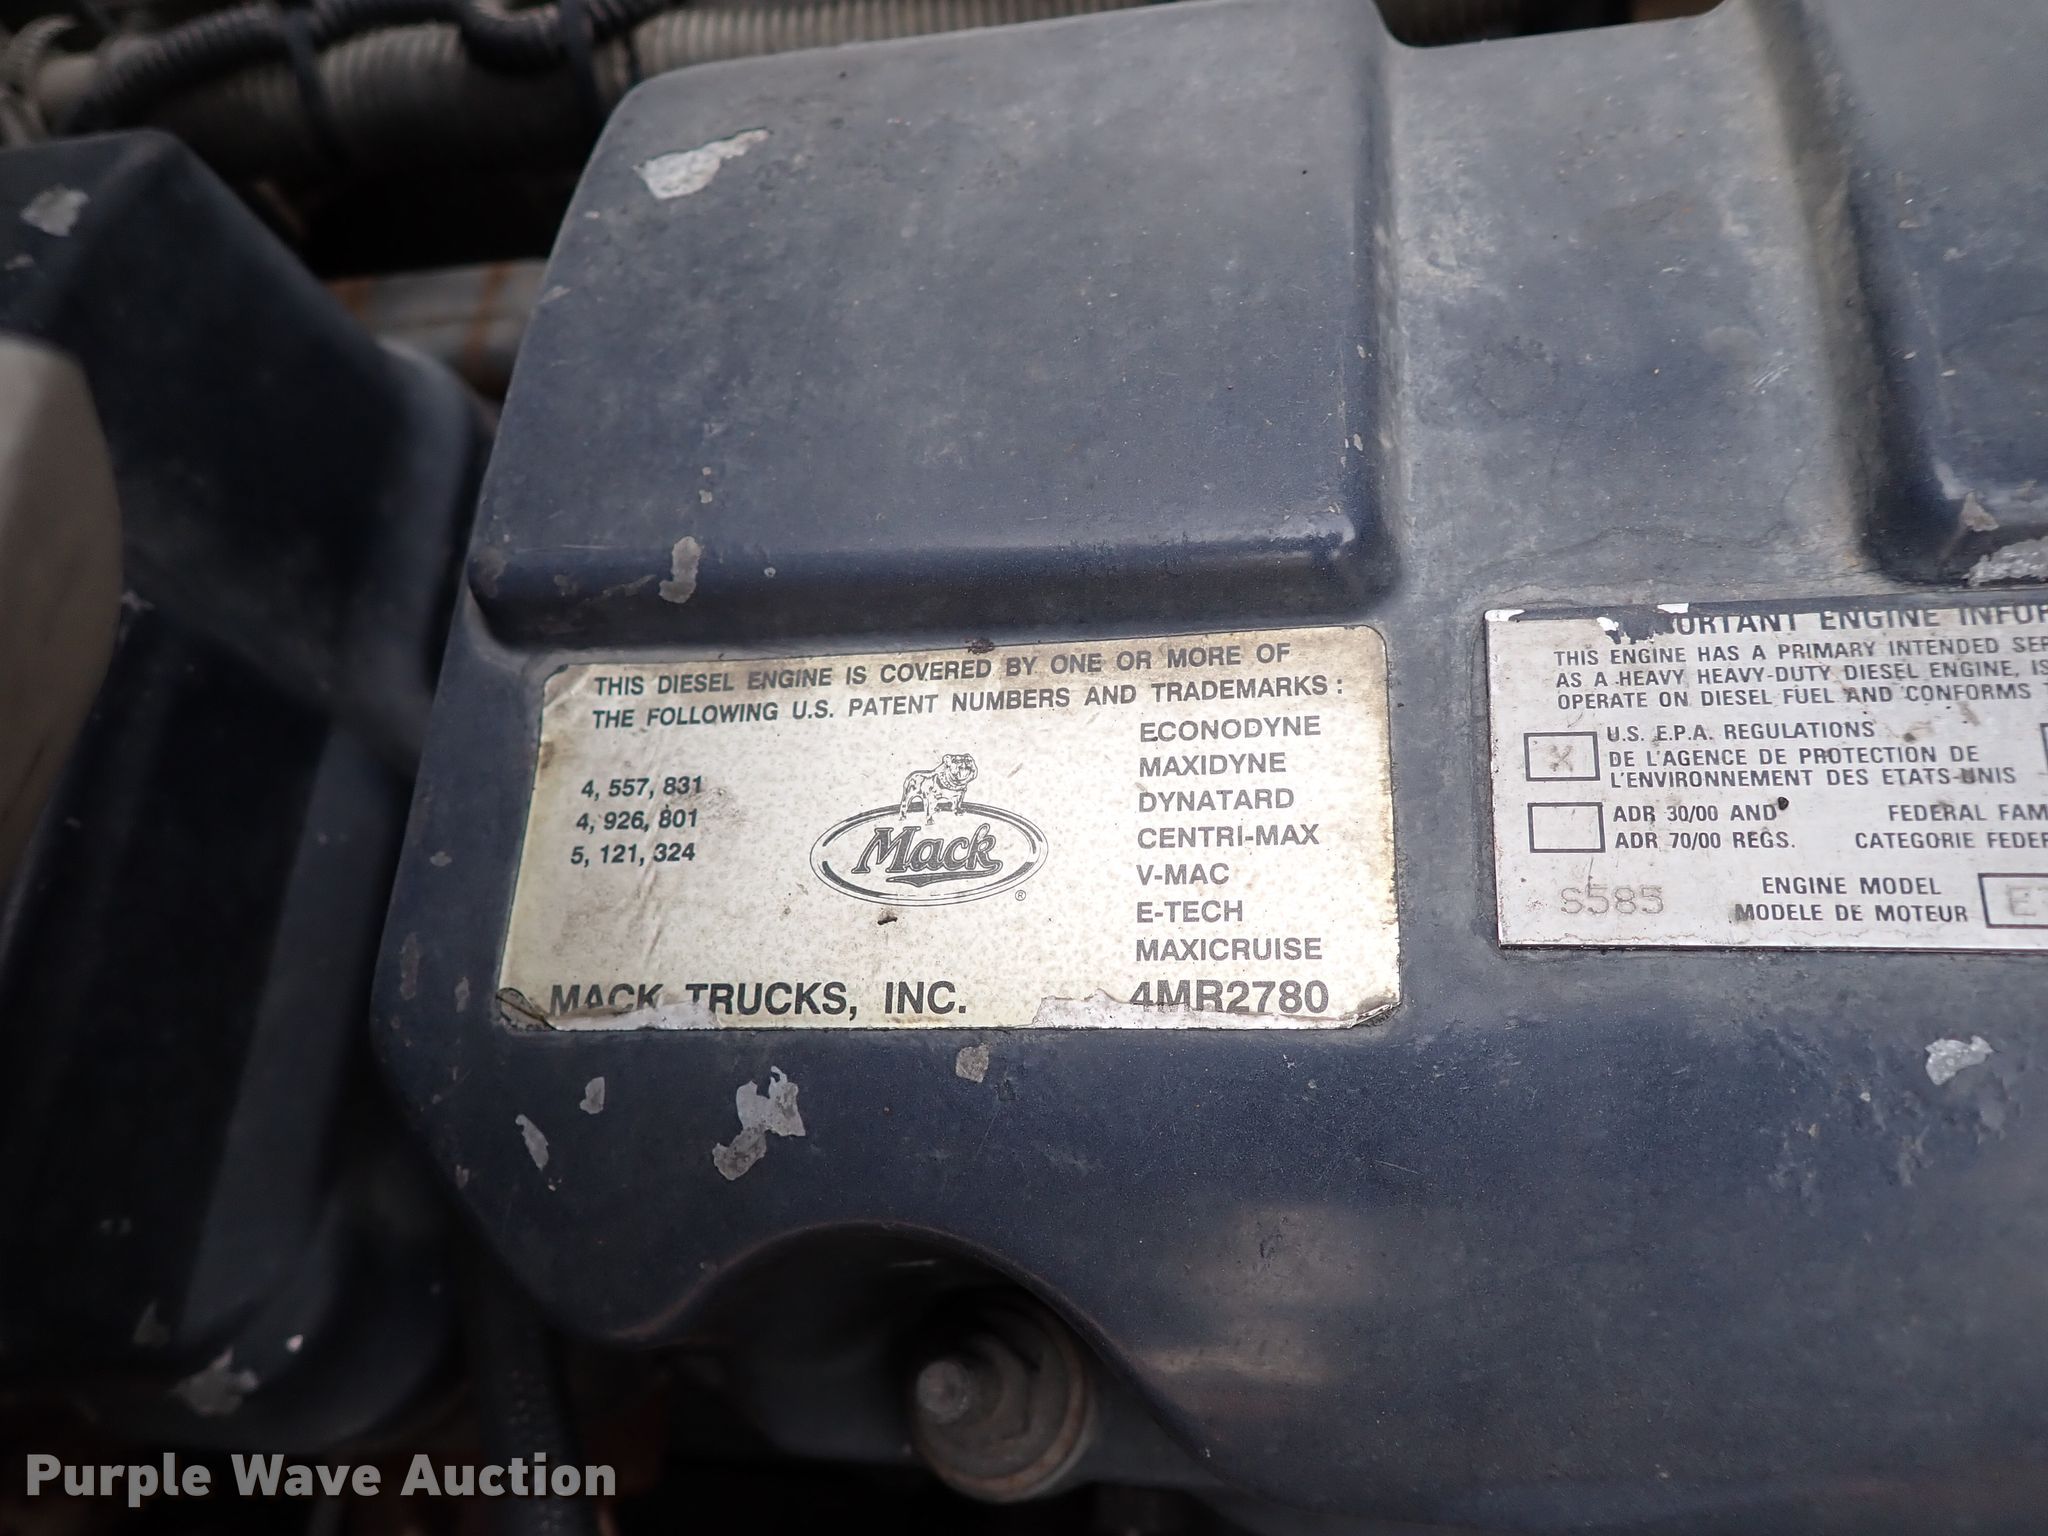 THIS DIESEL ENGINE IS COVERED BY ONE OR MORE OF
THE FOLLOWING U.S. PATENT NUMBERS AND TRADEMARKS:
4, 557, 831
4, 926, 801
5, 121, 324
Mack
®
ECONODYNE
MAXIDYNE
DYNATARD
CENTRI-MAX
V-MAC
E-TECH
MAXICRUISE
MACK TRUCKS, INC.
4MR2780
ENGINE
THIS ENGINE HAS A PRIMARY INTENDED
AS A HEAVY HEAVY-DUTY DIESEL ENGINE,
OPERATE ON DIESEL FUEL AND CONFORMS
X
U.S. E.P.A. REGULATIONS
DE L'AGENCE DE PROTECTION DE
L'ENVIRONNEMENT DES ETATS-UNIS
ADR 30/00 AND
ADR 70/00 REGS.
FEDERAL
CATEGORIE
S585
ENGINE MODEL
MODELE DE MOTEUR
Purple Wave Auction